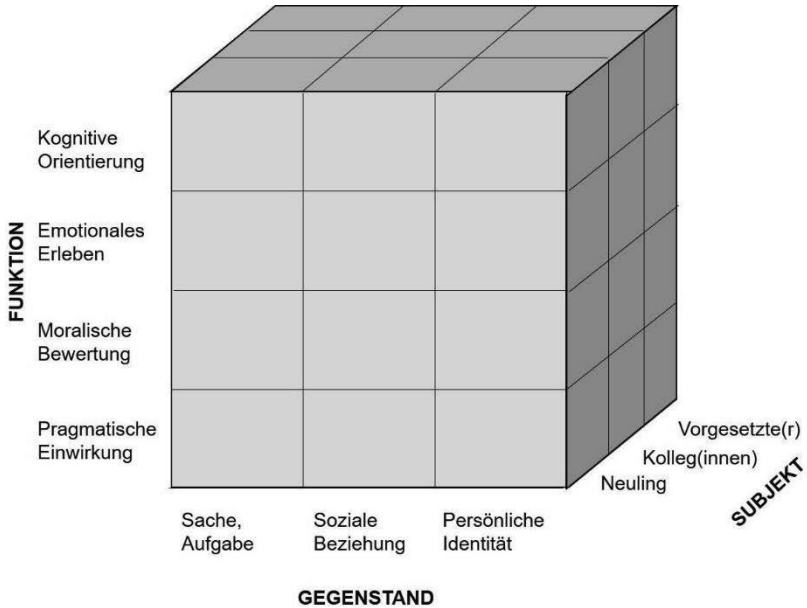 Kognitive
Orientierung
Emotionales
Erleben
Moralische
Bewertung
Pragmatische
Einwirkung
FUNKTION
Vorgesetzte(r)
Kolleg(innen)
Neuling
SUBJEKT
Sache,
Aufgabe
Soziale
Beziehung
Persönliche
Identität
GEGENSTAND